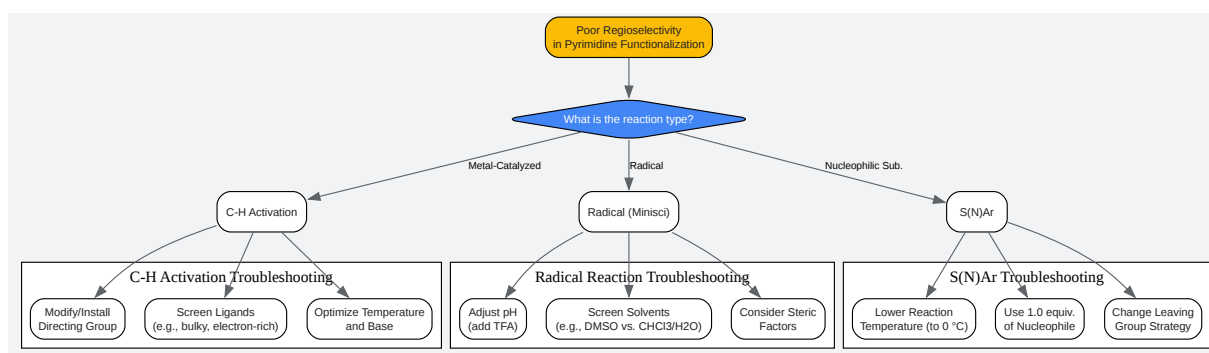 Poor Regioselectivity
in Pyrimidine Functionalization
What is the reaction type?
Metal-Catalyzed
Radical
Nucleophilic Sub.
C-H Activation
Radical (Minisci)
S(N)Ar
C-H Activation Troubleshooting
Modify/Install
Directing Group
Screen Ligands
(e.g., bulky, electron-rich)
Optimize Temperature
and Base
Radical Reaction Troubleshooting
Adjust pH
(add TFA)
Screen Solvents
(e.g., DMSO vs. CHCl3/H2O)
Consider Steric
Factors
S(N)Ar Troubleshooting
Lower Reaction
Temperature (to 0 °C)
Use 1.0 equiv.
of Nucleophile
Change Leaving
Group Strategy